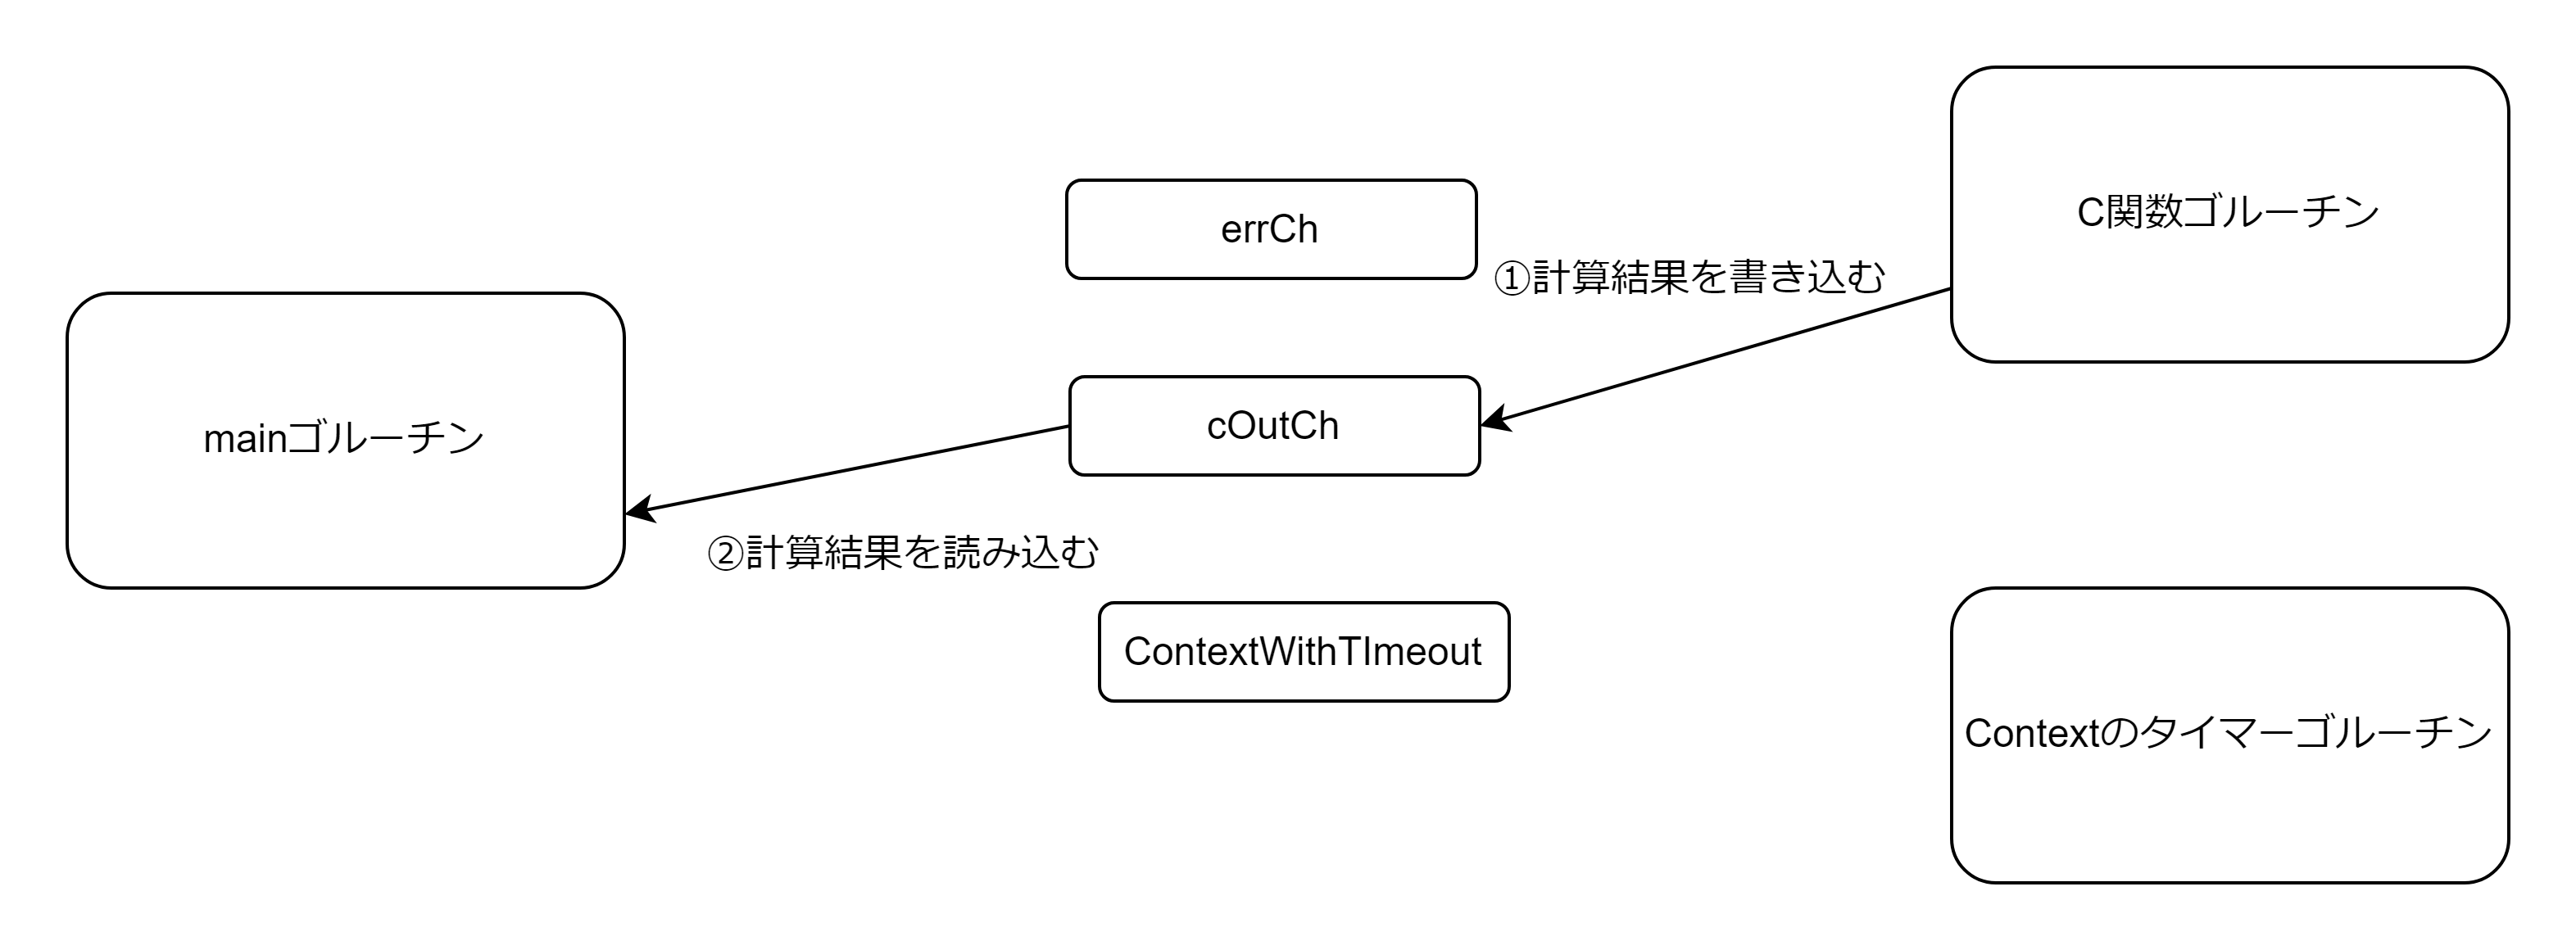 errCh
C関数ゴルーチン
①計算結果を書き込む
mainゴルーチン
cOutCh
②計算結果を読み込む
ContextWithTImeout
Contextのタイマーゴルーチン